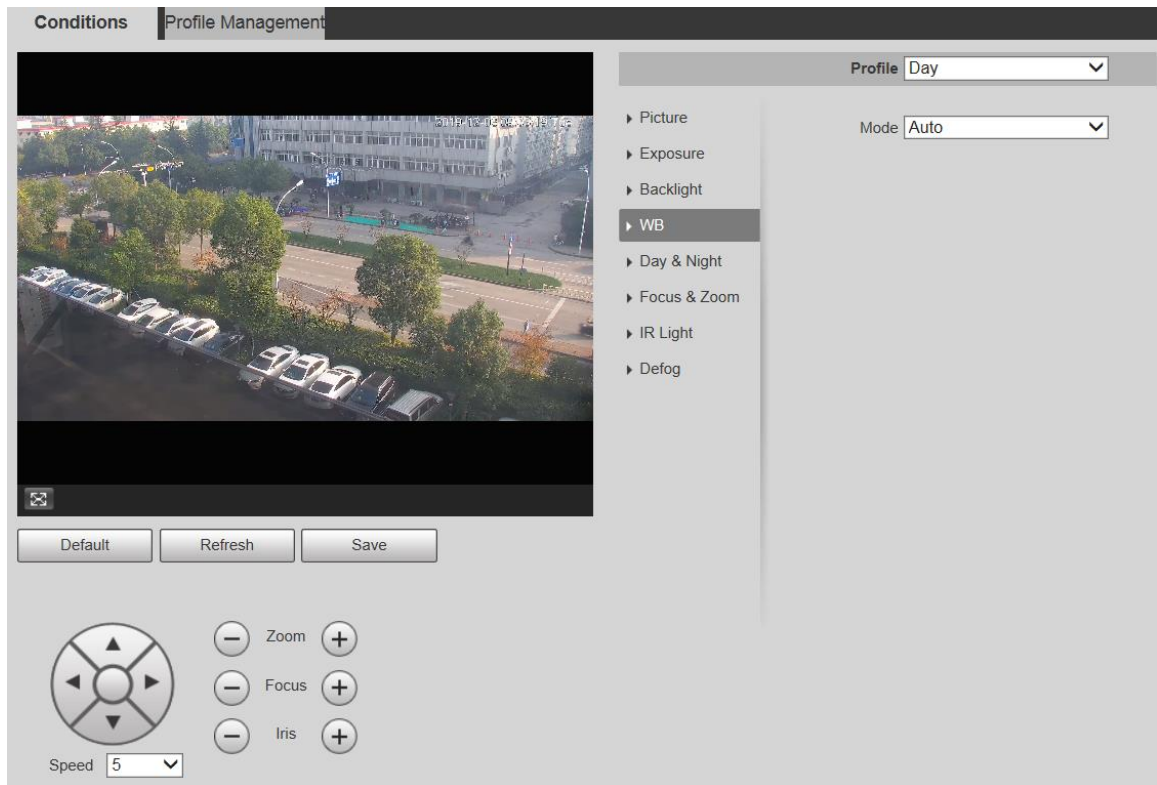 Conditions
Profile Management
Profile Day
Mode Auto
Picture
Exposure
Backlight
WB
Day & Night
Focus & Zoom
IR Light
Defog
Default
Refresh
Save
Zoom
Focus
Iris
Speed 5